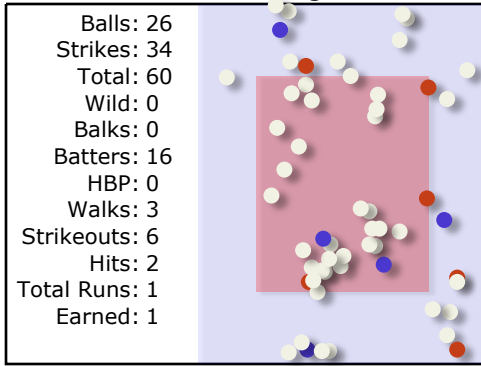 Balls: 26
Strikes: 34
Total: 60
Wild: 0
Balks: 0
Batters: 16
HBP: 0
Walks: 3
Strikeouts: 6
Hits: 2
Total Runs: 1
Earned: 1